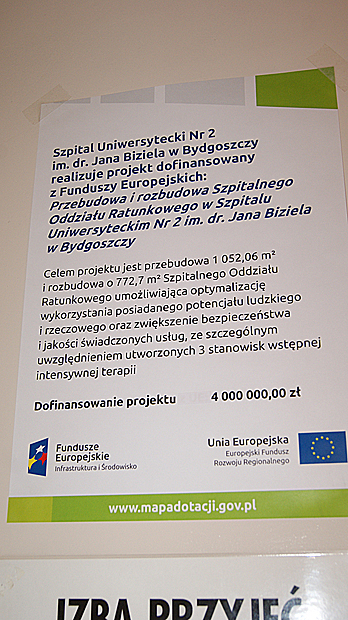 Szpital Uniwersytecki Nr 2
im. dr. Jana Biziela w Bydgoszczy
realizuje projekt dofinansowany
z Funduszy Europejskich:
Przebudowa i rozbudowa Szpitalnego
Oddziału Ratunkowego w Szpitalu
Uniwersyteckim Nr 2 im. dr. Jana Biziela
w Bydgoszczy
Celem projektu jest przebudowa 1 052,06 m²
i rozbudowa o 772,7 m² Szpitalnego Oddziału
Ratunkowego umożliwiająca optymalizację
wykorzystania posiadanego potencjału ludzkiego
i rzeczowego oraz zwiększenie bezpieczeństwa
i jakości świadczonych usług, ze szczególnym
uwzględnieniem utworzonych 3 stanowisk wstępnej
intensywnej terapii
Dofinansowanie projektu 4 000 000,00 zł
Fundusze
Europejskie
Infrastruktura i Środowisko
Unia Europejska
Europejski Fundusz
Rozwoju Regionalnego
www.mapadotacji.gov.pl
IZBA PRZYJĘĆ